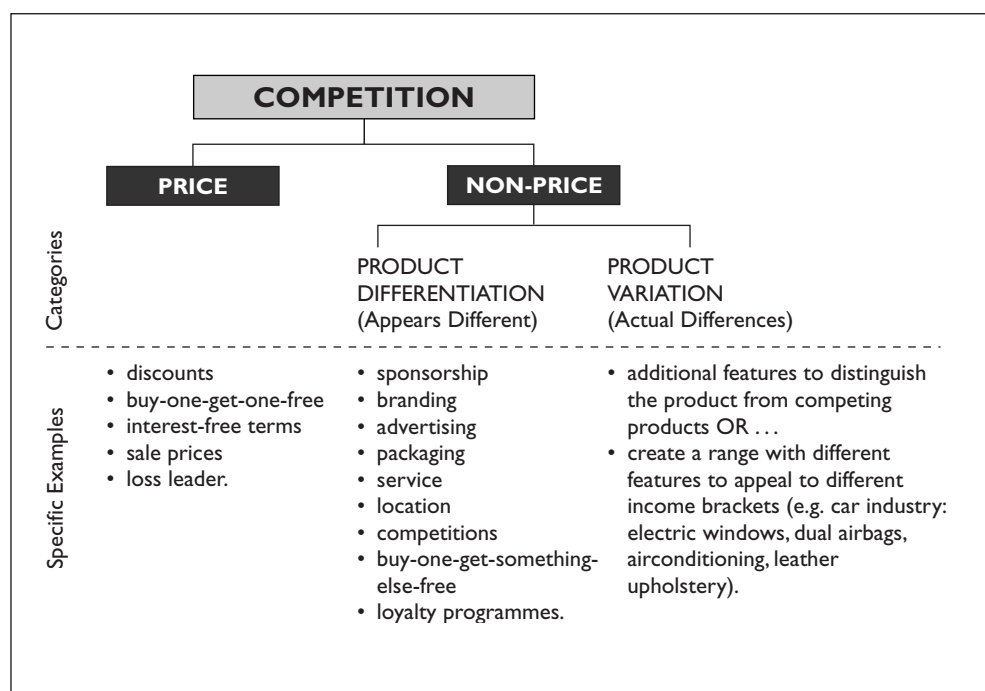 COMPETITION
PRICE
NON-PRICE
Categories
PRODUCT
DIFFERENTIATION
(Appears Different)
PRODUCT
VARIATION
(Actual Differences)
Specific Examples
• discounts
• buy-one-get-one-free
• interest-free terms
• sale prices
• loss leader.
• sponsorship
• branding
• advertising
• packaging
• service
• location
• competitions
• buy-one-get-something-
else-free
• loyalty programmes.
• additional features to distinguish
the product from competing
products OR …
• create a range with different
features to appeal to different
income brackets (e.g. car industry:
electric windows, dual airbags,
airconditioning, leather
upholstery).